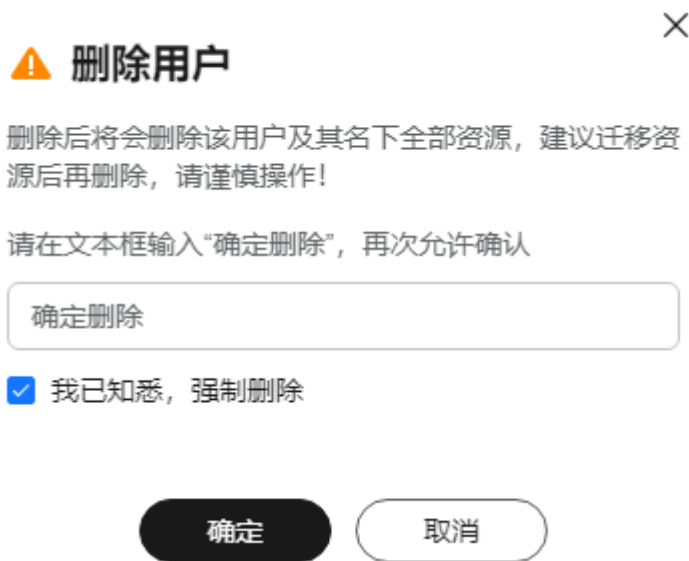 删除用户
删除后将会删除该用户及其名下全部资源，建议迁移资
源后再删除，请谨慎操作！
请在文本框输入“确定删除”，再次允许确认
确定删除
我已知悉，强制删除
确定
取消